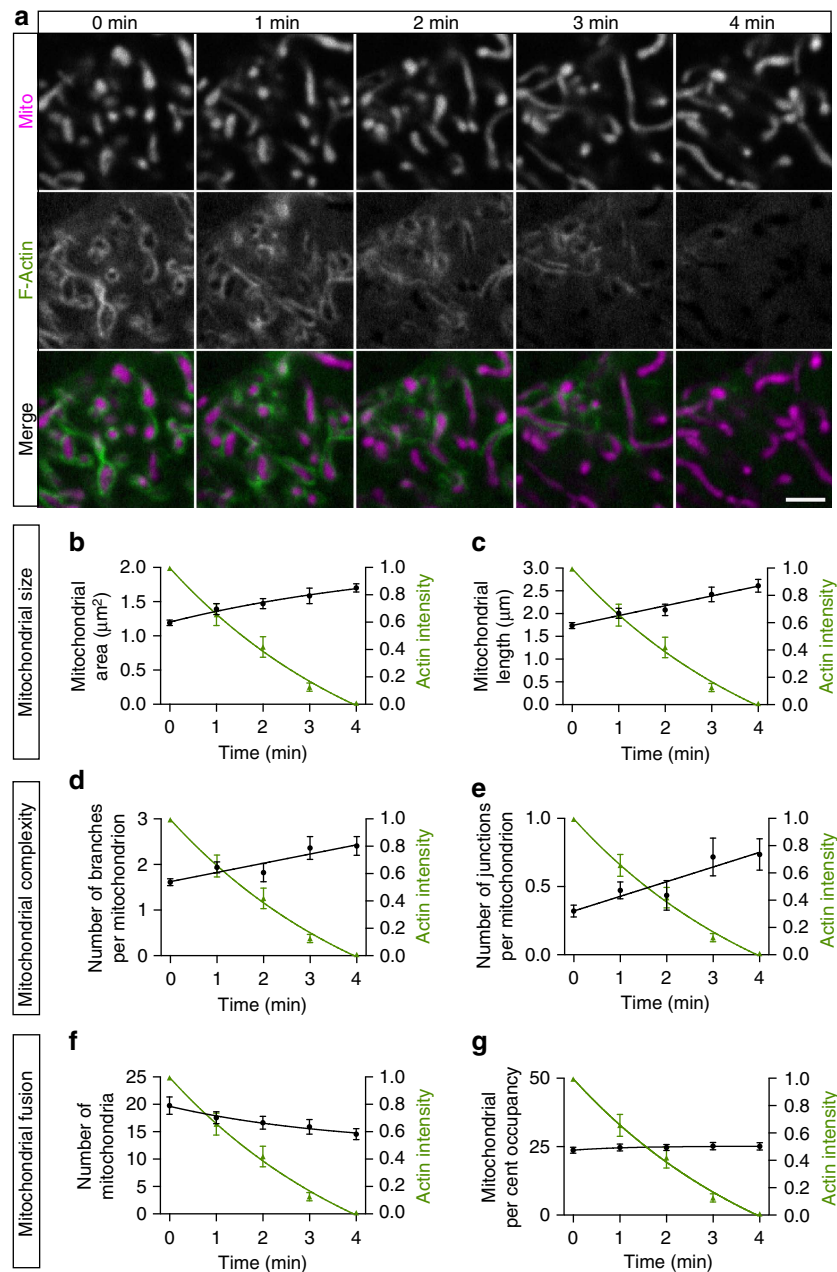 a
0 min 1 min 2 min 3 min 4 min
Mito
F-Actin
Merge
Mitochondrial size
b
Mitochondrial
area (μm²)
2.0
1.5
1.0
0.5
0.0
1.0
0.8
0.6
0.4
0.2
0.0
Actin intensity
0 1 2 3 4
Time (min)
c
Mitochondrial
length (μm)
3.0
2.5
2.0
1.5
1.0
0.5
0.0
1.0
0.8
0.6
0.4
0.2
0.0
Actin intensity
0 1 2 3 4
Time (min)
Mitochondrial complexity
d
Number of branches
per mitochondrion
3
2
1
0
1.0
0.8
0.6
0.4
0.2
0.0
Actin intensity
0 1 2 3 4
Time (min)
e
Number of junctions
per mitochondrion
1.0
0.5
0.0
1.0
0.8
0.6
0.4
0.2
0.0
Actin intensity
0 1 2 3 4
Time (min)
Mitochondrial fusion
f
Number of
mitochondria
25
20
15
10
5
0
1.0
0.8
0.6
0.4
0.2
0.0
Actin intensity
0 1 2 3 4
Time (min)
g
Mitochondrial
per cent occupancy
50
25
0
1.0
0.8
0.6
0.4
0.2
0.0
Actin intensity
0 1 2 3 4
Time (min)